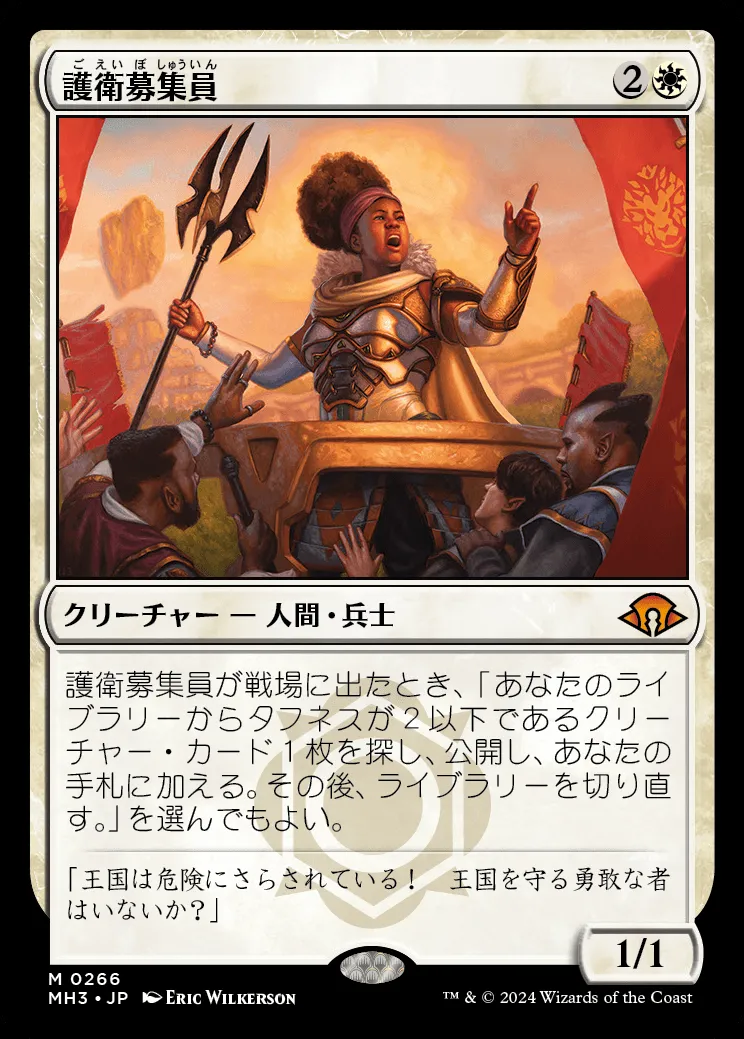 ごえいぼしゅういん
護衛募集員 2
クリーチャー — 人間・兵士
護衛募集員が戦場に出たとき、「あなたのライ
ブラリーからタフネスが２以下であるクリー
チャー・カード１枚を探し、公開し、あなたの
手札に加える。その後、ライブラリーを切り直
す。」を選んでもよい。
「王国は危険にさらされている！　王国を守る勇敢な者
はいないか？」
1/1
M 0266
MH3 • JP Eric Wilkerson
™ & © 2024 Wizards of the Coast